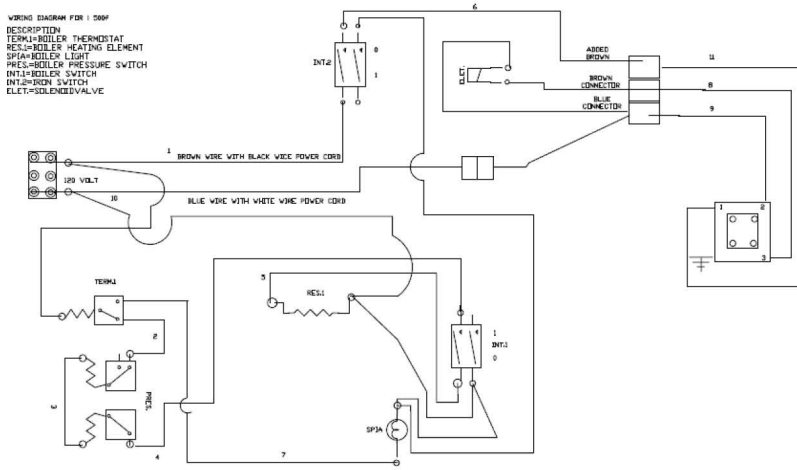 WIRING DIAGRAM FOR I 500F
DESCRIPTION
TERM.1=BOILER THERMOSTAT
RES.1=BOILER HEATING ELEMENT
SPIA=BOILER LIGHT
PRES.=BOILER PRESSURE SWITCH
INT.1=BOILER SWITCH
INT.2=IRON SWITCH
ELET.=SOLENOIDVALVE
6
INT.2
0
1
ADDED
BROWN
11
BROWN
CONNECTOR
8
BLUE
CONNECTOR
9
1
BROWN WIRE WITH BLACK WICE POWER CORD
120 VOLT
10
BLUE WIRE WITH WHITE WIRE POWER CORD
1
2
3
TERM.1
5
RES.1
2
1
INT.1
0
PRES.
3
SPIA
4
7